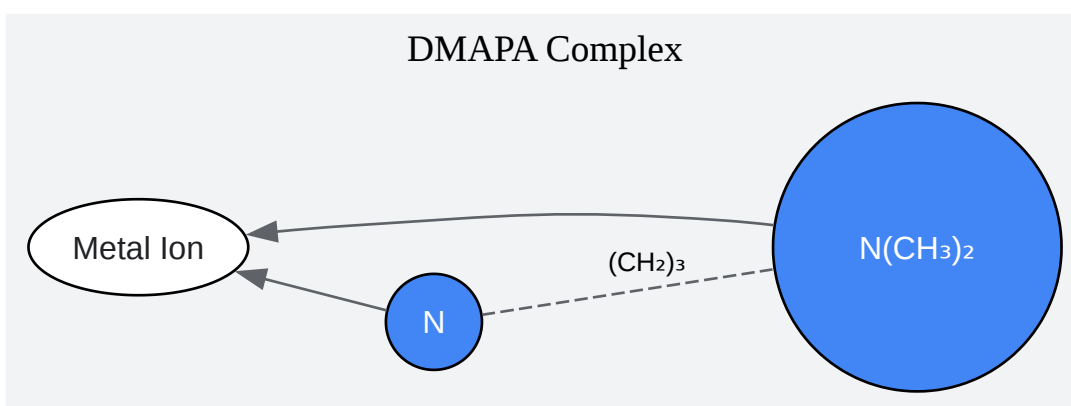 DMAPA Complex
Metal Ion
N
(CH₂)₃
N(CH₃)₂